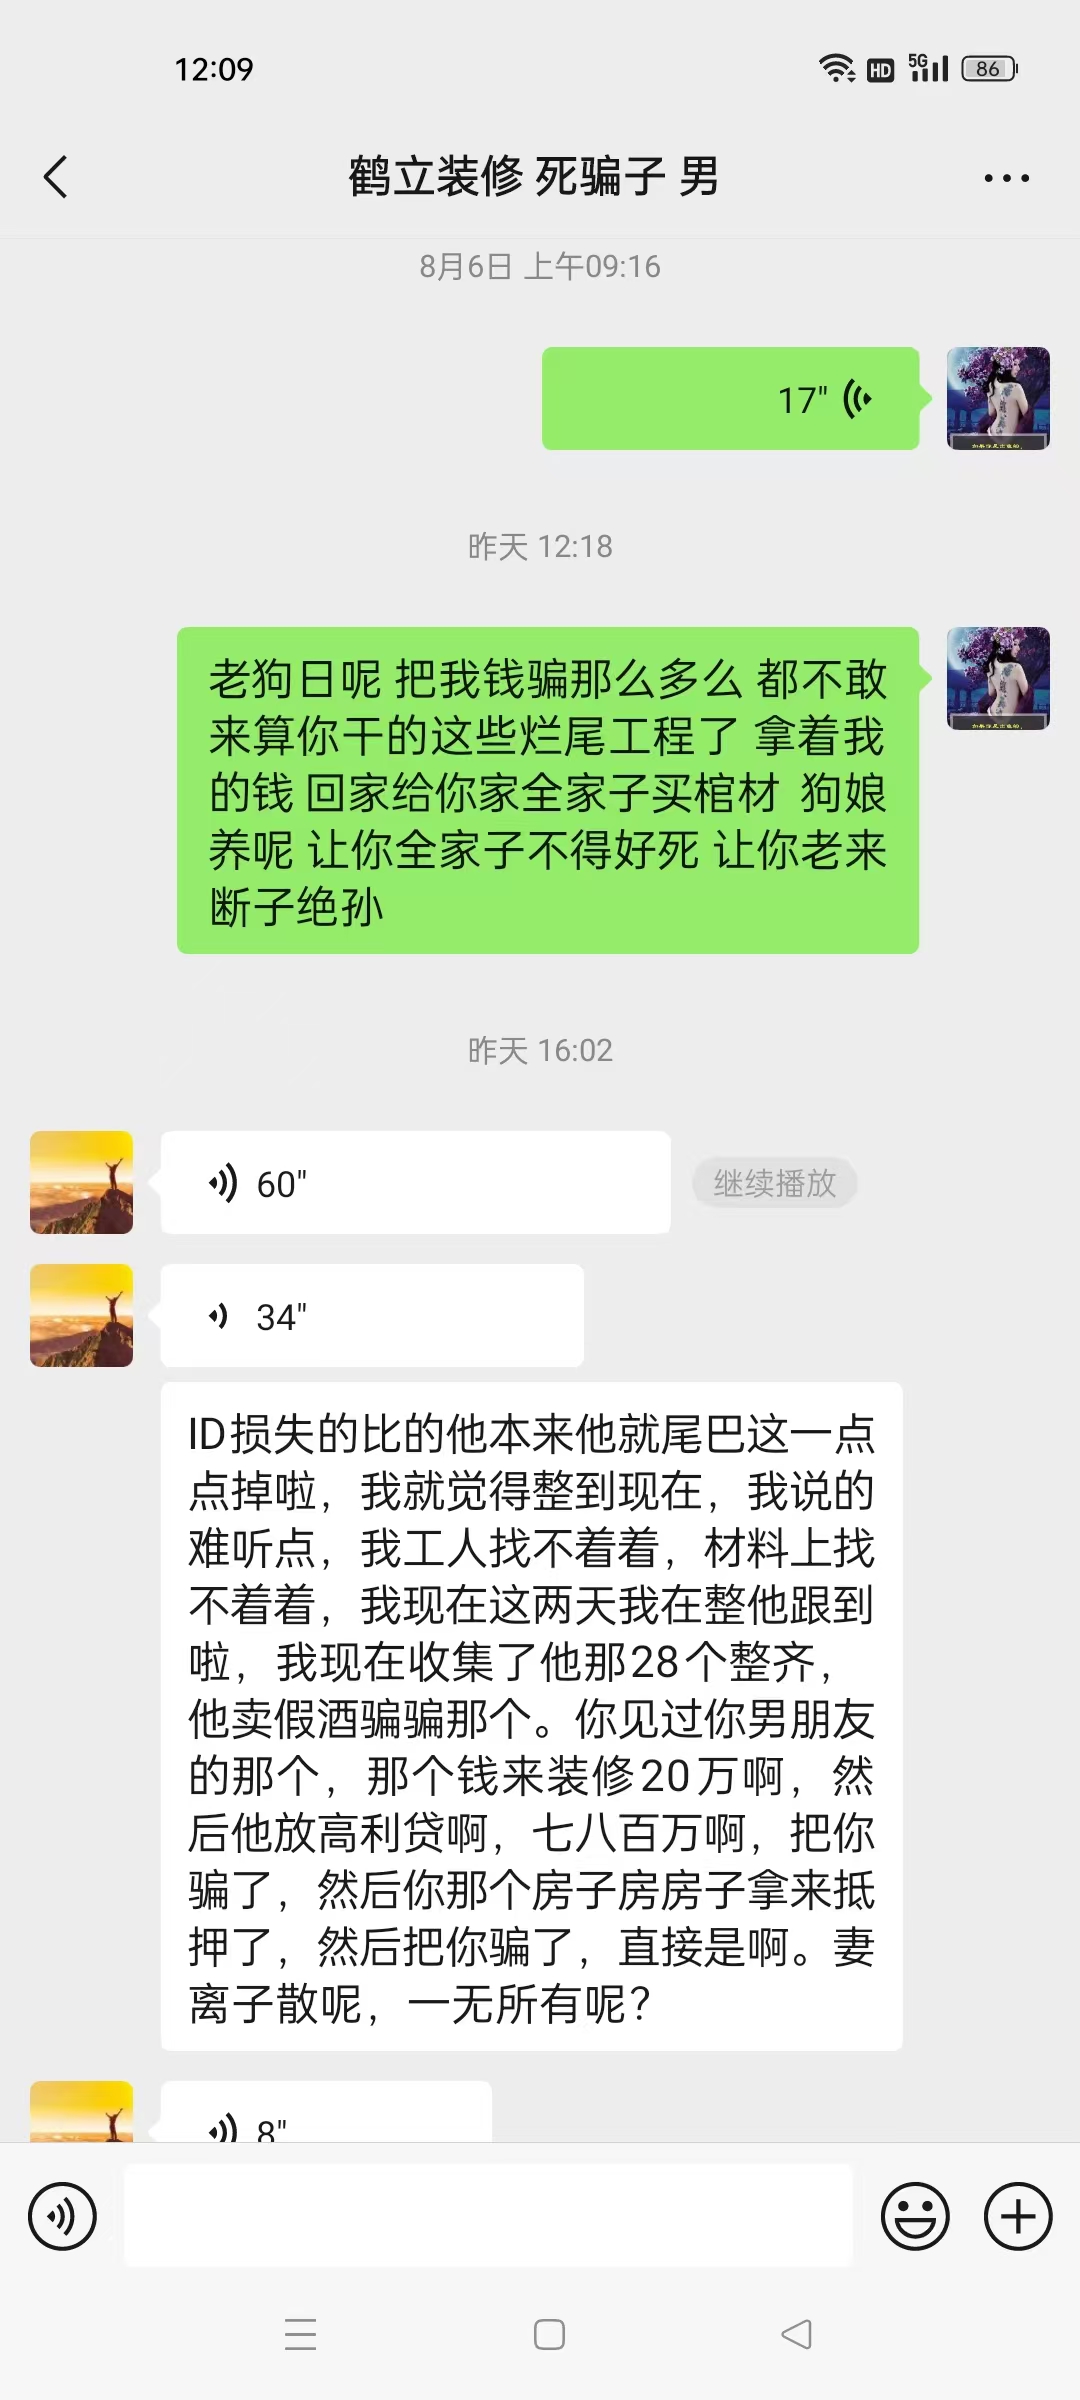 12:09
HD 5G 86
鹤立装修 死骗子 男
8月6日 上午09:16
17"
昨天 12:18
老狗日呢 把我钱骗那么多么 都不敢
来算你干的这些烂尾工程了 拿着我
的钱 回家给你家全家子买棺材 狗娘
养呢 让你全家子不得好死 让你老来
断子绝孙
昨天 16:02
60"
继续播放
34"
ID损失的比的他本来他就尾巴这一点
点掉啦，我就觉得整到现在，我说的
难听点，我工人找不着着，材料上找
不着着，我现在这两天我在整他跟到
啦，我现在收集了他那28个整齐，
他卖假酒骗骗那个。你见过你男朋友
的那个，那个钱来装修20万啊，然
后他放高利贷啊，七八百万啊，把你
骗了，然后你那个房子房房子拿来抵
押了，然后把你骗了，直接是啊。妻
离子散呢，一无所有呢？
8"